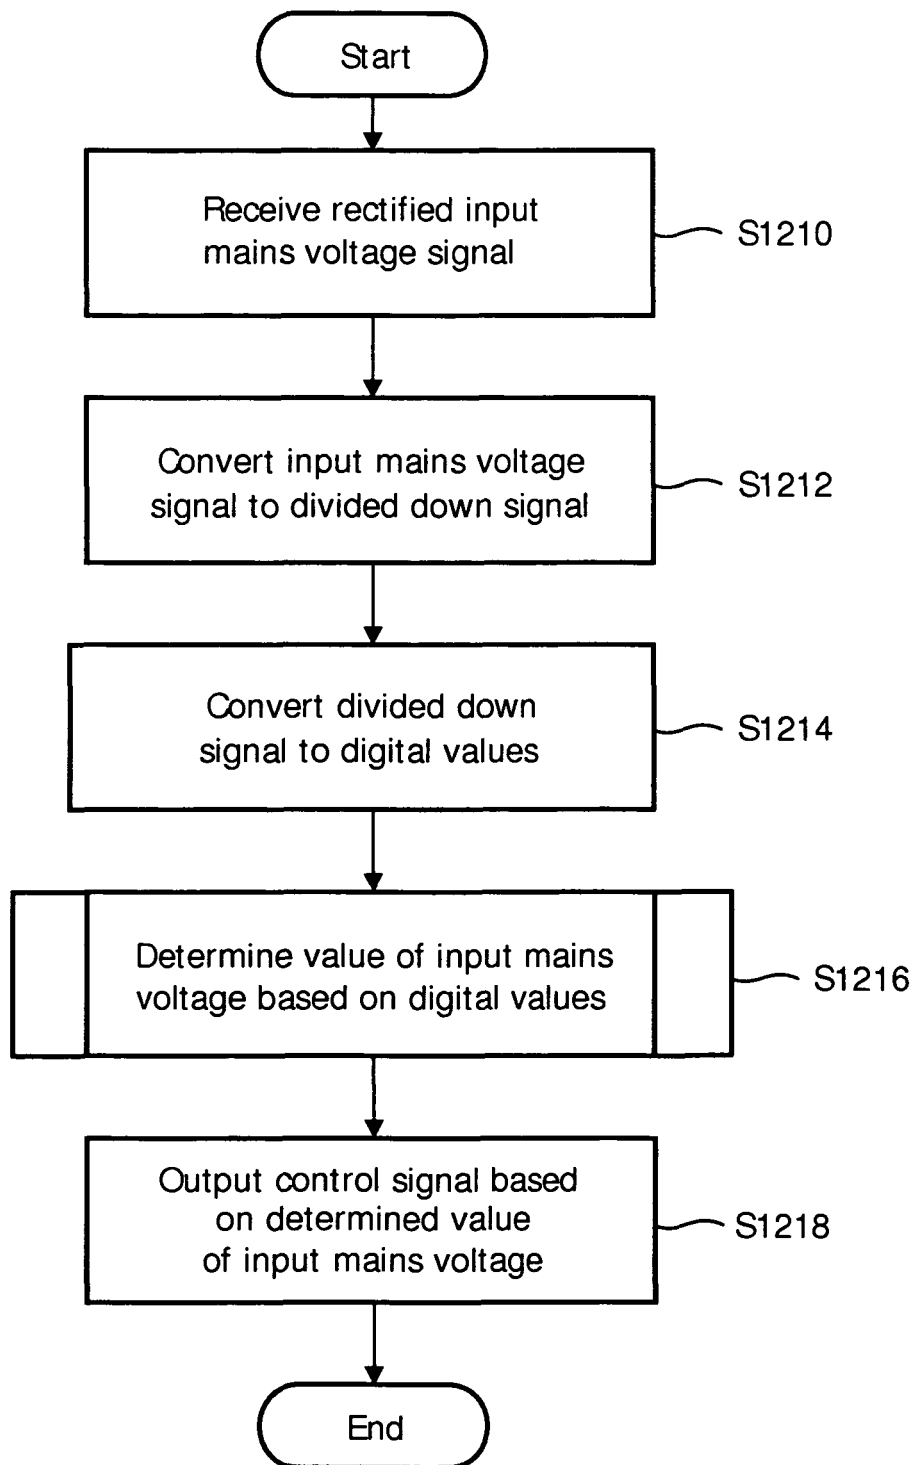 Start
Receive rectified input
mains voltage signal
S1210
Convert input mains voltage
signal to divided down signal
S1212
Convert divided down
signal to digital values
S1214
Determine value of input mains
voltage based on digital values
S1216
Output control signal based
on determined value
of input mains voltage
S1218
End